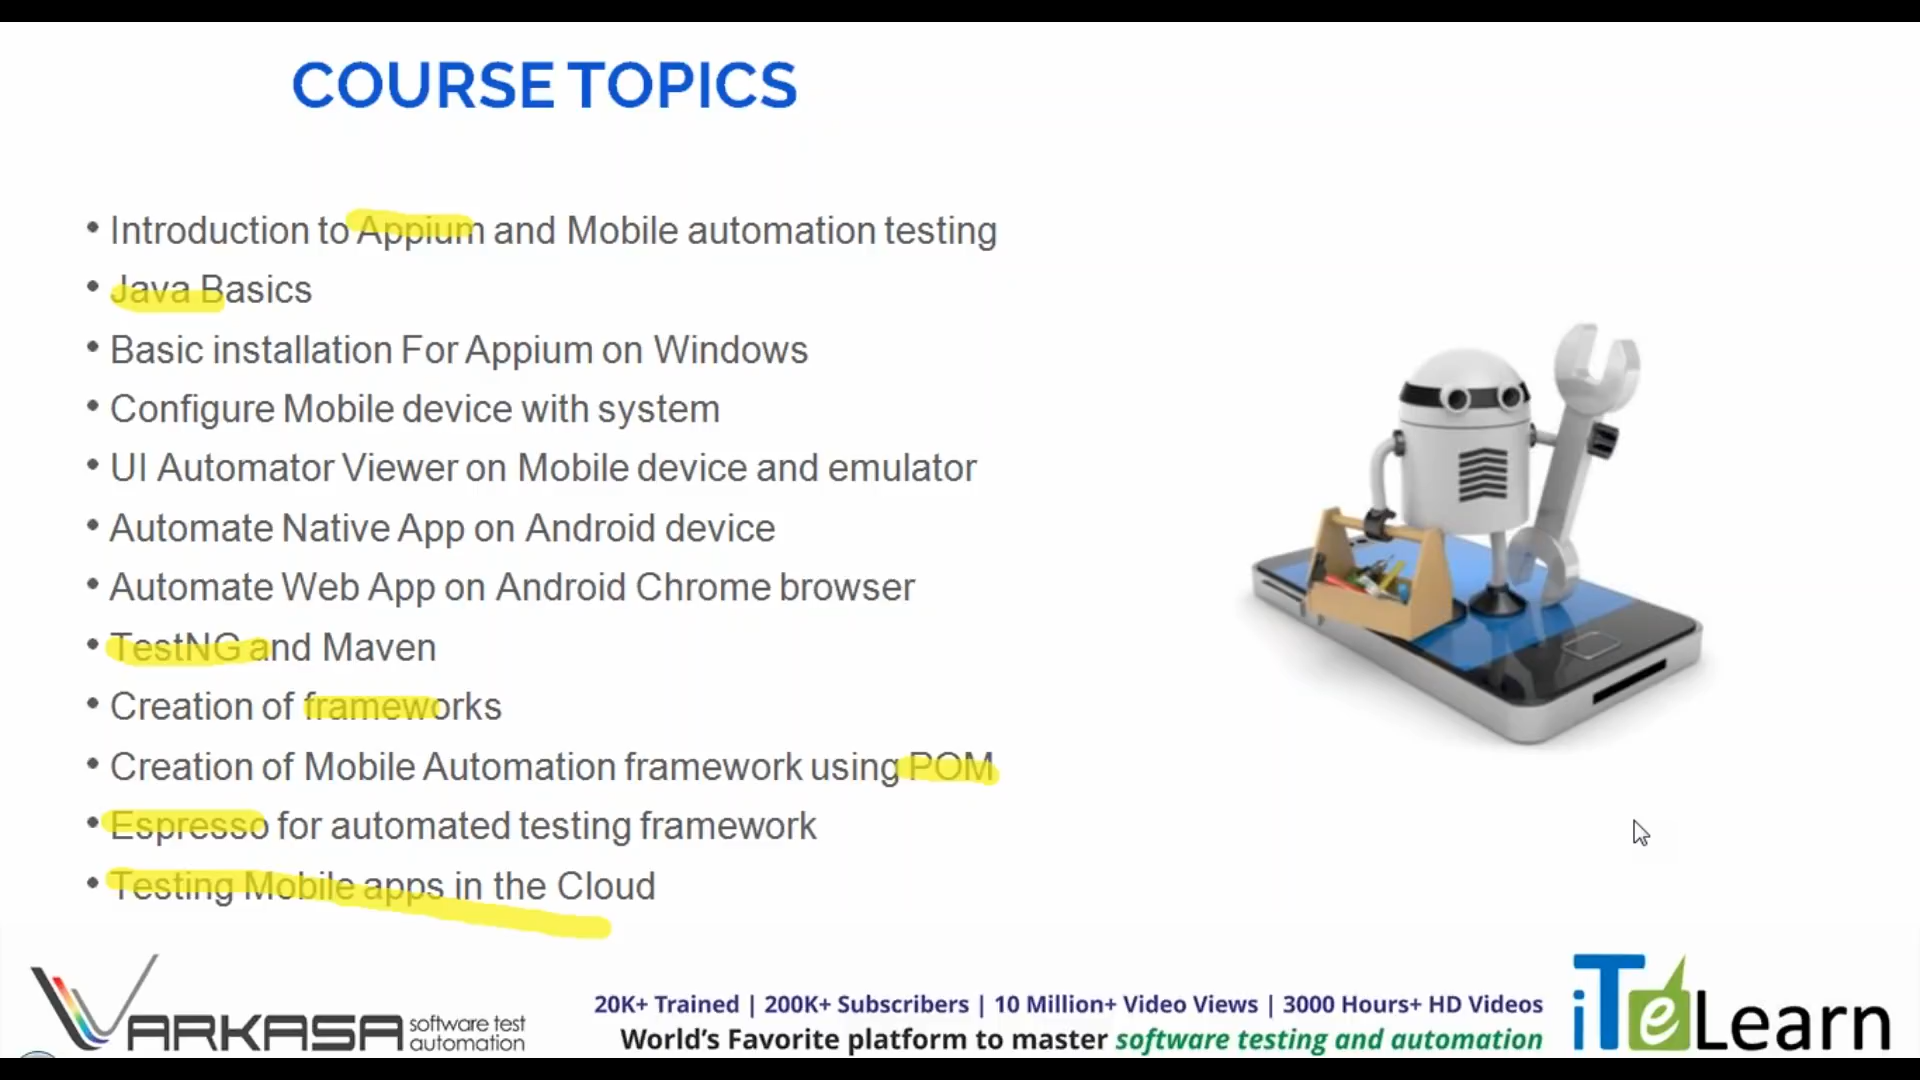 COURSE TOPICS
• Introduction to Appium and Mobile automation testing
• Java Basics
• Basic installation For Appium on Windows
• Configure Mobile device with system
• UI Automator Viewer on Mobile device and emulator
• Automate Native App on Android device
• Automate Web App on Android Chrome browser
• TestNG and Maven
• Creation of frameworks
• Creation of Mobile Automation framework using POM
• Espresso for automated testing framework
• Testing Mobile apps in the Cloud
VARKASA software test automation
20K+ Trained | 200K+ Subscribers | 10 Million+ Video Views | 3000 Hours+ HD Videos
World's Favorite platform to master software testing and automation
iTeLearn